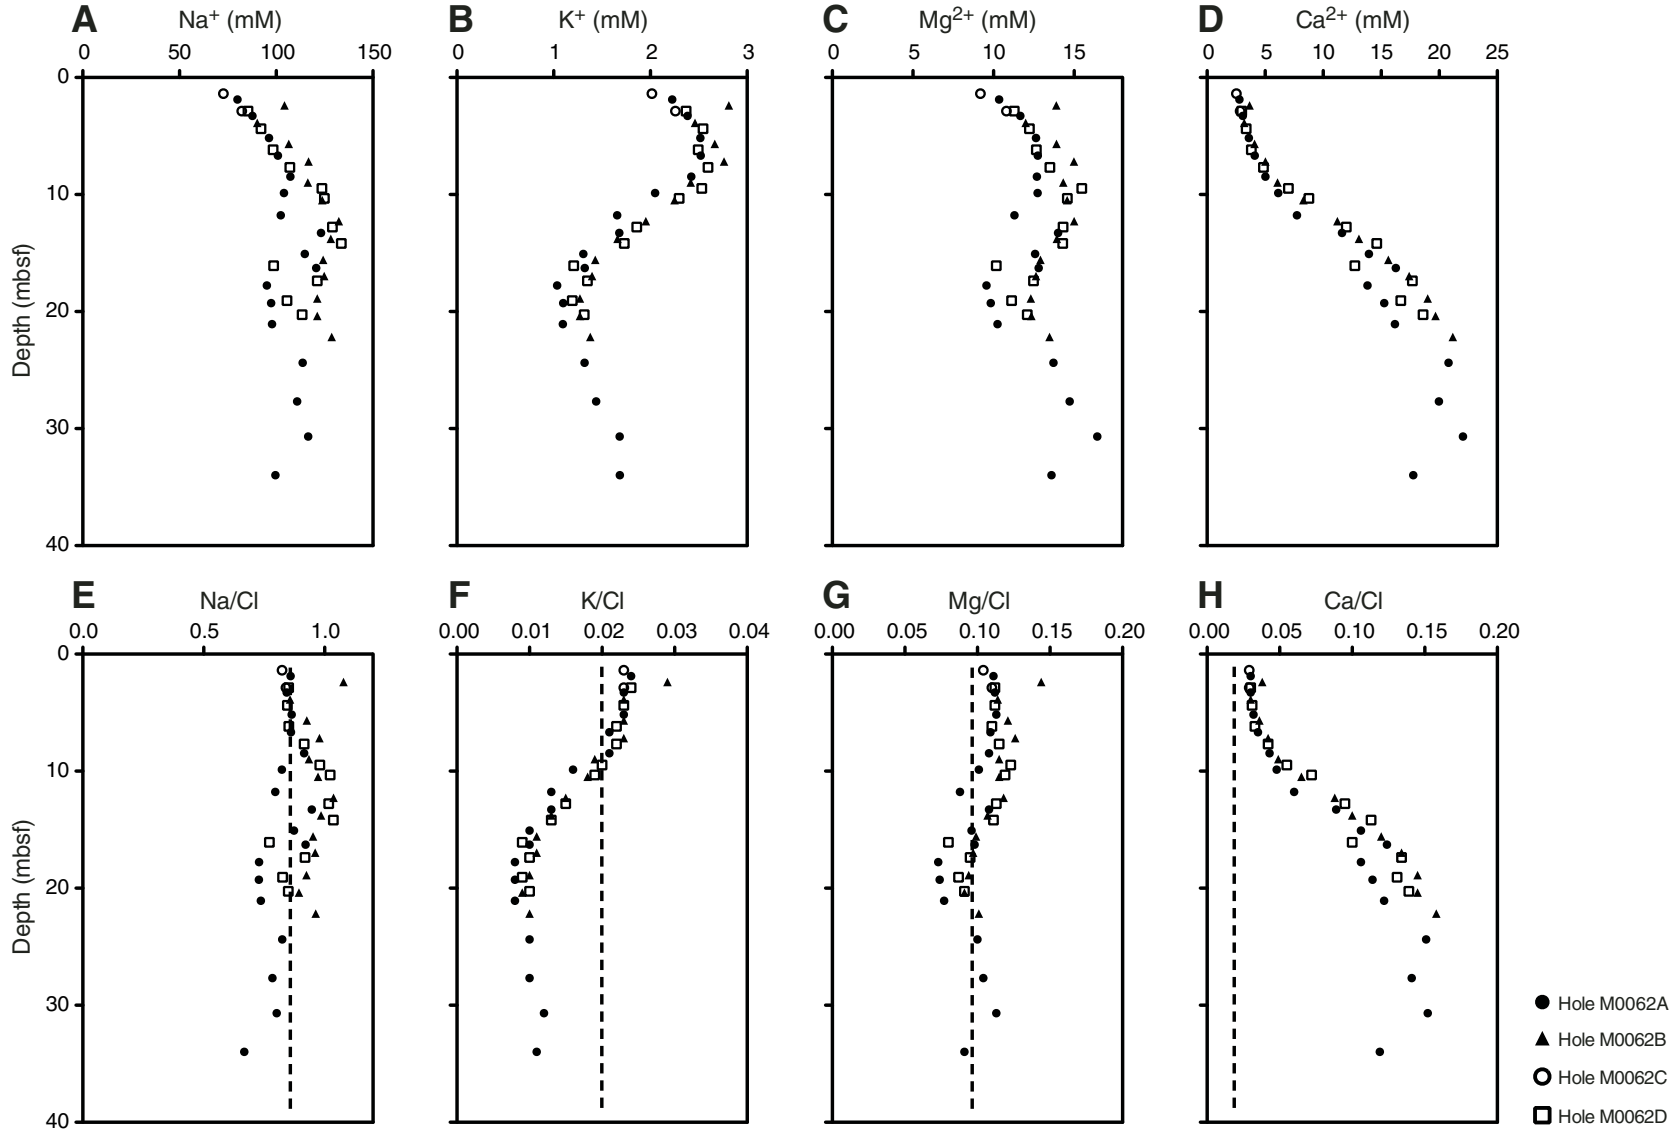 A Na+ (mM) B K+ (mM) C Mg2+ (mM) D Ca2+ (mM)
0 50 100 150 0 1 2 3 0 5 10 15 0 5 10 15 20 25
0
10
20
30
40
Depth (mbsf)
E Na/Cl F K/Cl G Mg/Cl H Ca/Cl
0.0 0.5 1.0 0.00 0.01 0.02 0.03 0.04 0.00 0.05 0.10 0.15 0.20 0.00 0.05 0.10 0.15 0.20
0
10
20
30
40
Depth (mbsf)
Hole M0062A
Hole M0062B
Hole M0062C
Hole M0062D